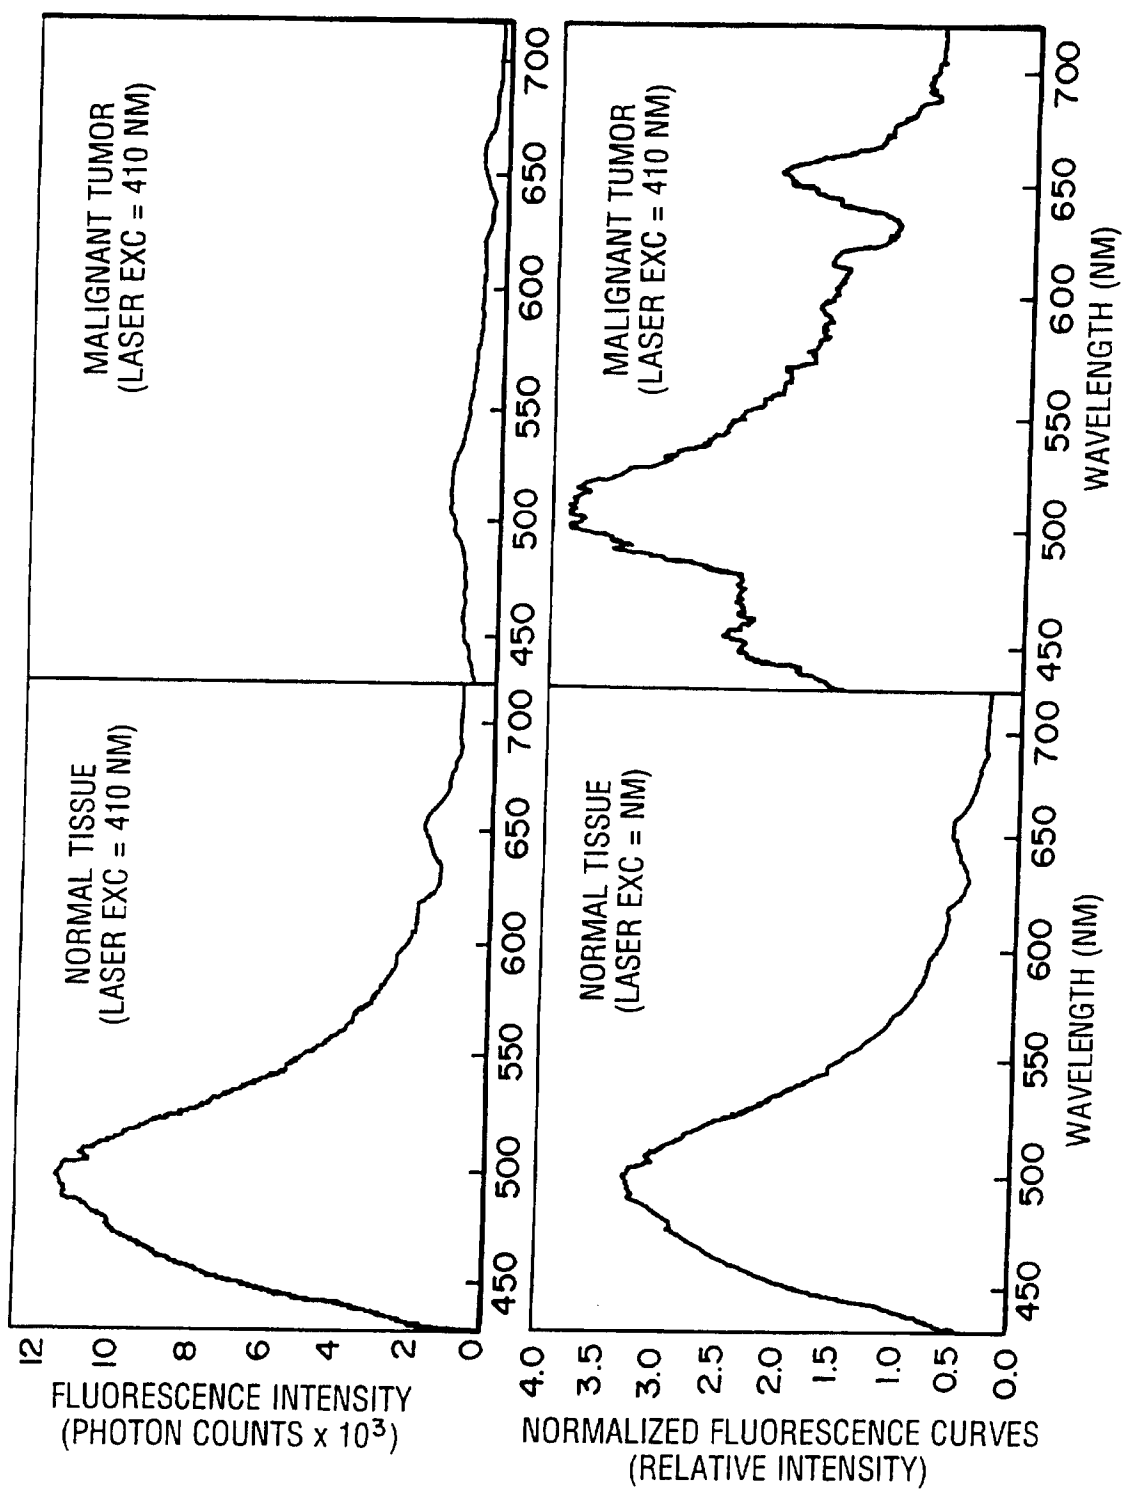 FLUORESCENCE INTENSITY
(PHOTON COUNTS x 10³)
12
10
8
6
4
2
0
NORMAL TISSUE
(LASER EXC = 410 NM)
450
500
550
600
650
700
MALIGNANT TUMOR
(LASER EXC = 410 NM)
450
500
550
600
650
700
NORMALIZED FLUORESCENCE CURVES
(RELATIVE INTENSITY)
4.0
3.5
3.0
2.5
2.0
1.5
1.0
0.5
0.0
NORMAL TISSUE
(LASER EXC = NM)
450
500
550
600
650
700
WAVELENGTH (NM)
MALIGNANT TUMOR
(LASER EXC = 410 NM)
450
500
550
600
650
700
WAVELENGTH (NM)